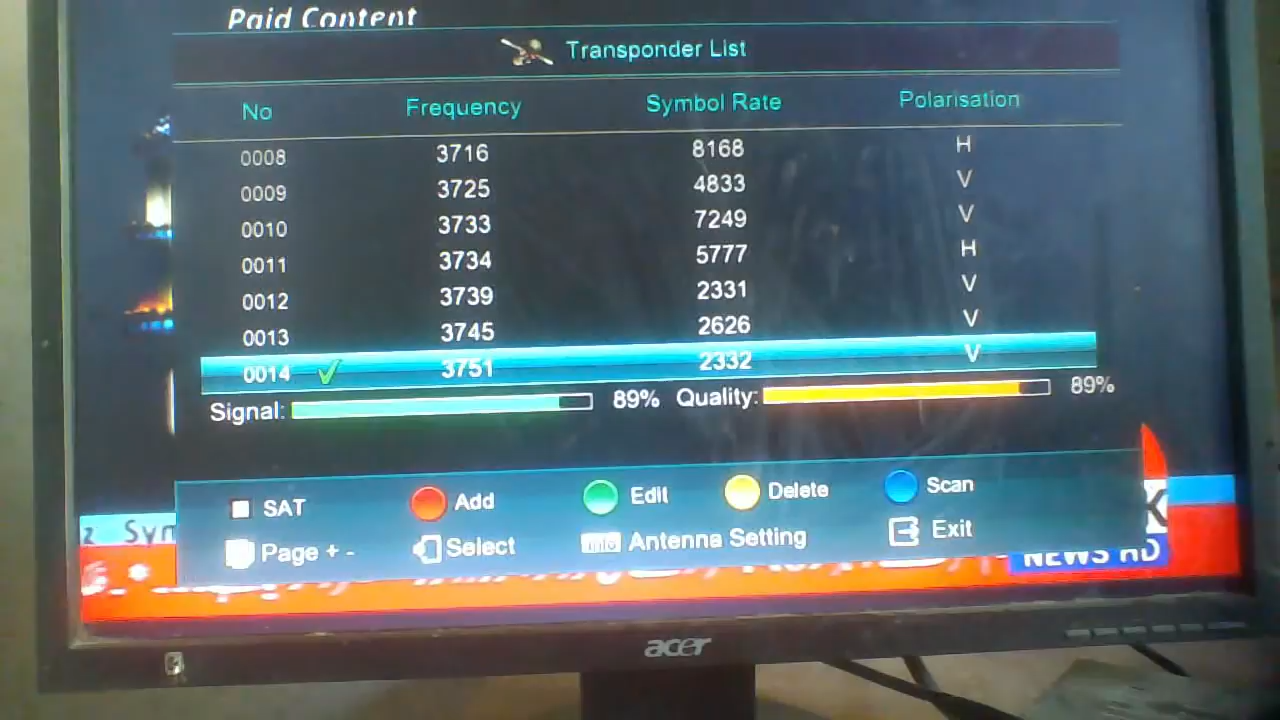 Paid Content
Transponder List
No Frequency Symbol Rate Polarisation
0008 3716 8168 H
0009 3725 4833 V
0010 3733 7249 V
0011 3734 5777 H
0012 3739 2331 V
0013 3745 2626 V
0014 3751 2332 V
Signal: 89% Quality: 89%
SAT Add Edit Delete Scan
Page + - Select Info Antenna Setting Exit
z Sym
K
NEWS HD
acer